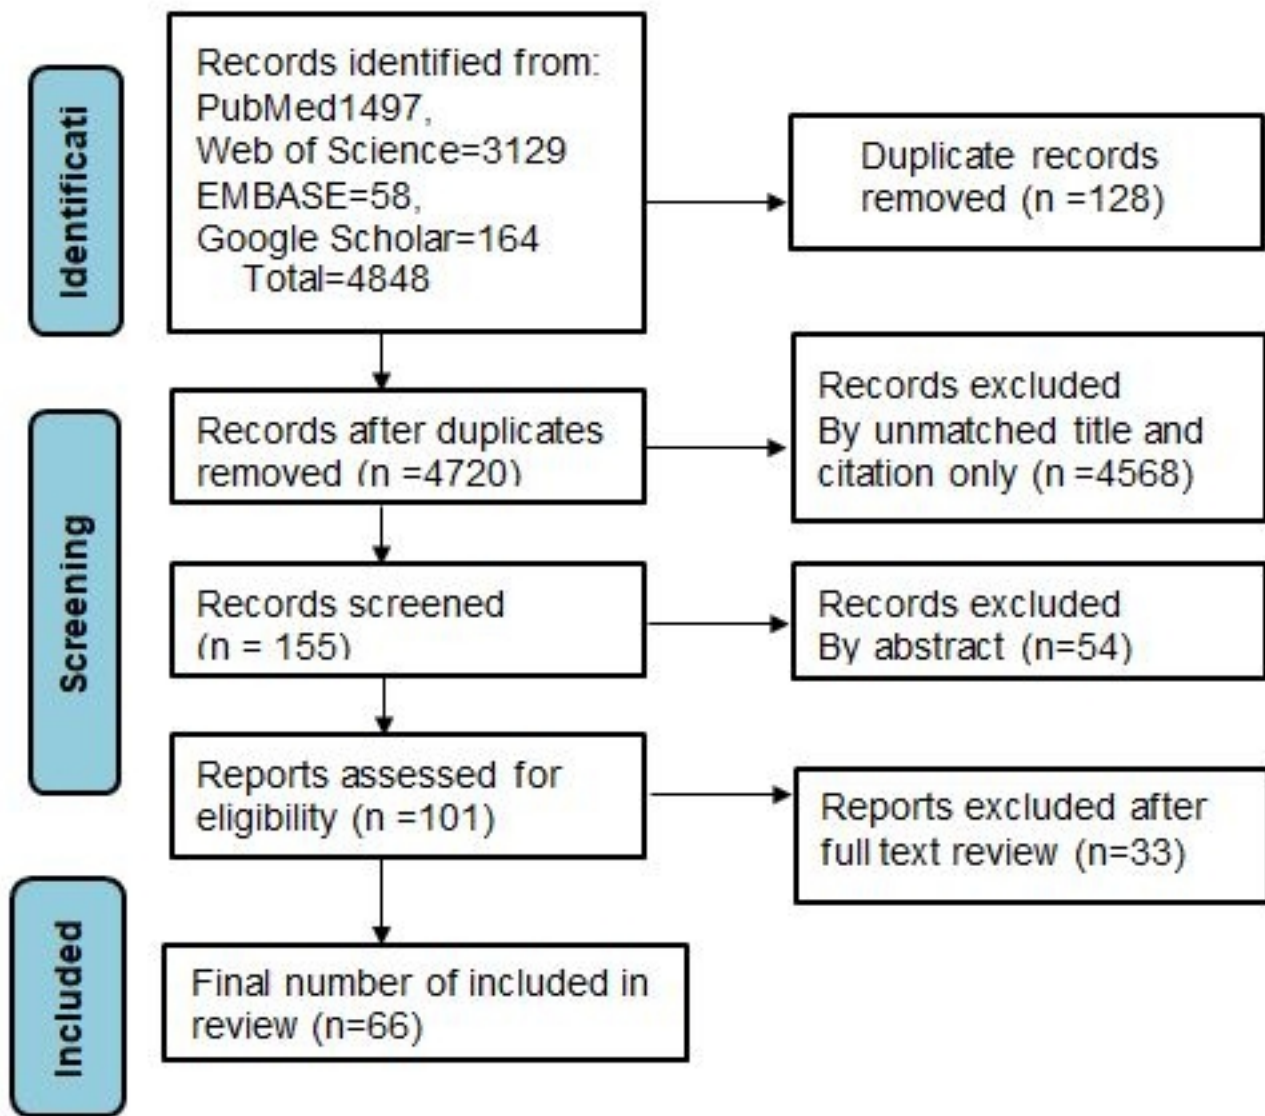 Identificati
Records identified from:
PubMed1497,
Web of Science=3129
EMBASE=58,
Google Scholar=164
Total=4848
Duplicate records
removed (n =128)
Screening
Records after duplicates
removed (n =4720)
Records excluded
By unmatched title and
citation only (n =4568)
Records screened
(n = 155)
Records excluded
By abstract (n=54)
Reports assessed for
eligibility (n =101)
Reports excluded after
full text review (n=33)
Included
Final number of included in
review (n=66)